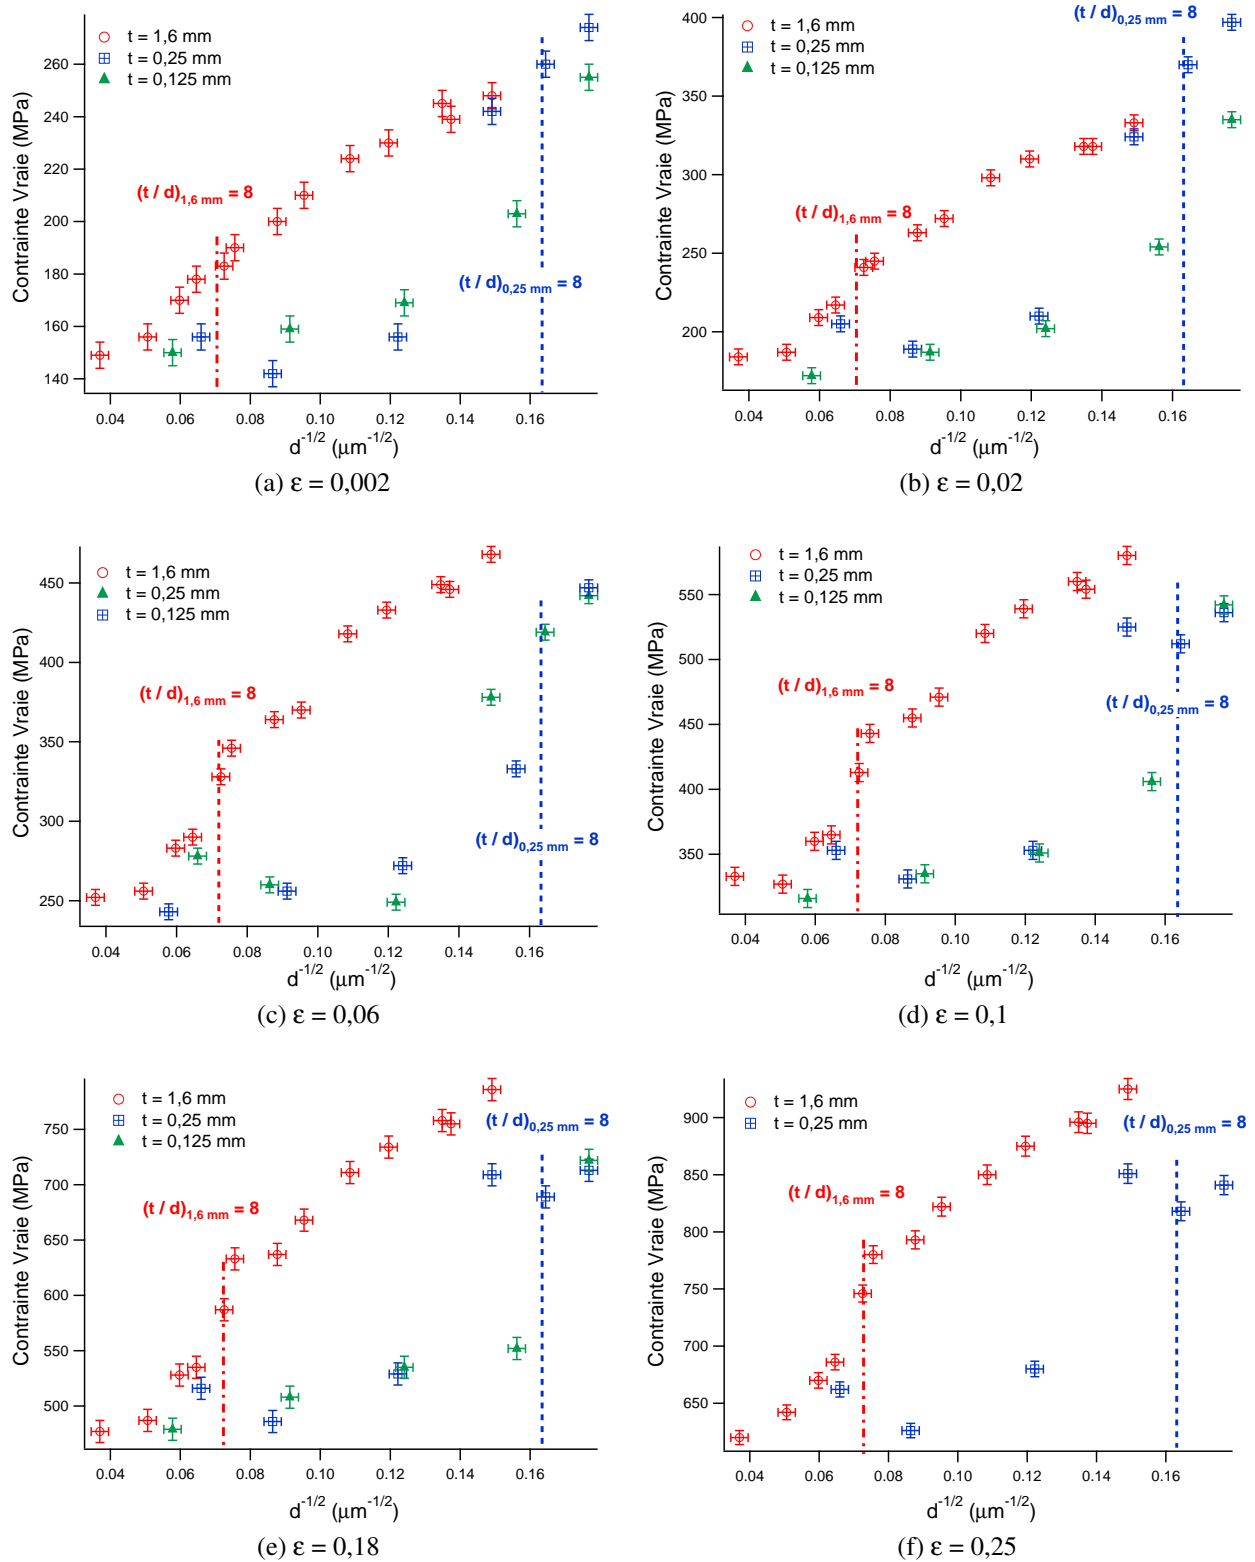 t = 1,6 mm
t = 0,25 mm
t = 0,125 mm
Contrainte Vraie (MPa)
260
240
220
200
180
160
140
(t / d)1,6 mm = 8
(t / d)0,25 mm = 8
0.04 0.06 0.08 0.10 0.12 0.14 0.16
d-1/2 (µm-1/2)
(a) ε = 0,002
t = 1,6 mm
t = 0,25 mm
t = 0,125 mm
Contrainte Vraie (MPa)
400
350
300
250
200
(t / d)0,25 mm = 8
(t / d)1,6 mm = 8
0.04 0.06 0.08 0.10 0.12 0.14 0.16
d-1/2 (µm-1/2)
(b) ε = 0,02
t = 1,6 mm
t = 0,25 mm
t = 0,125 mm
Contrainte Vraie (MPa)
450
400
350
300
250
(t / d)1,6 mm = 8
(t / d)0,25 mm = 8
0.04 0.06 0.08 0.10 0.12 0.14 0.16
d-1/2 (µm-1/2)
(c) ε = 0,06
t = 1,6 mm
t = 0,25 mm
t = 0,125 mm
Contrainte Vraie (MPa)
550
500
450
400
350
(t / d)1,6 mm = 8
(t / d)0,25 mm = 8
0.04 0.06 0.08 0.10 0.12 0.14 0.16
d-1/2 (µm-1/2)
(d) ε = 0,1
t = 1,6 mm
t = 0,25 mm
t = 0,125 mm
Contrainte Vraie (MPa)
750
700
650
600
550
500
(t / d)0,25 mm = 8
(t / d)1,6 mm = 8
0.04 0.06 0.08 0.10 0.12 0.14 0.16
d-1/2 (µm-1/2)
(e) ε = 0,18
t = 1,6 mm
t = 0,25 mm
Contrainte Vraie (MPa)
900
850
800
750
700
650
(t / d)0,25 mm = 8
(t / d)1,6 mm = 8
0.04 0.06 0.08 0.10 0.12 0.14 0.16
d-1/2 (µm-1/2)
(f) ε = 0,25